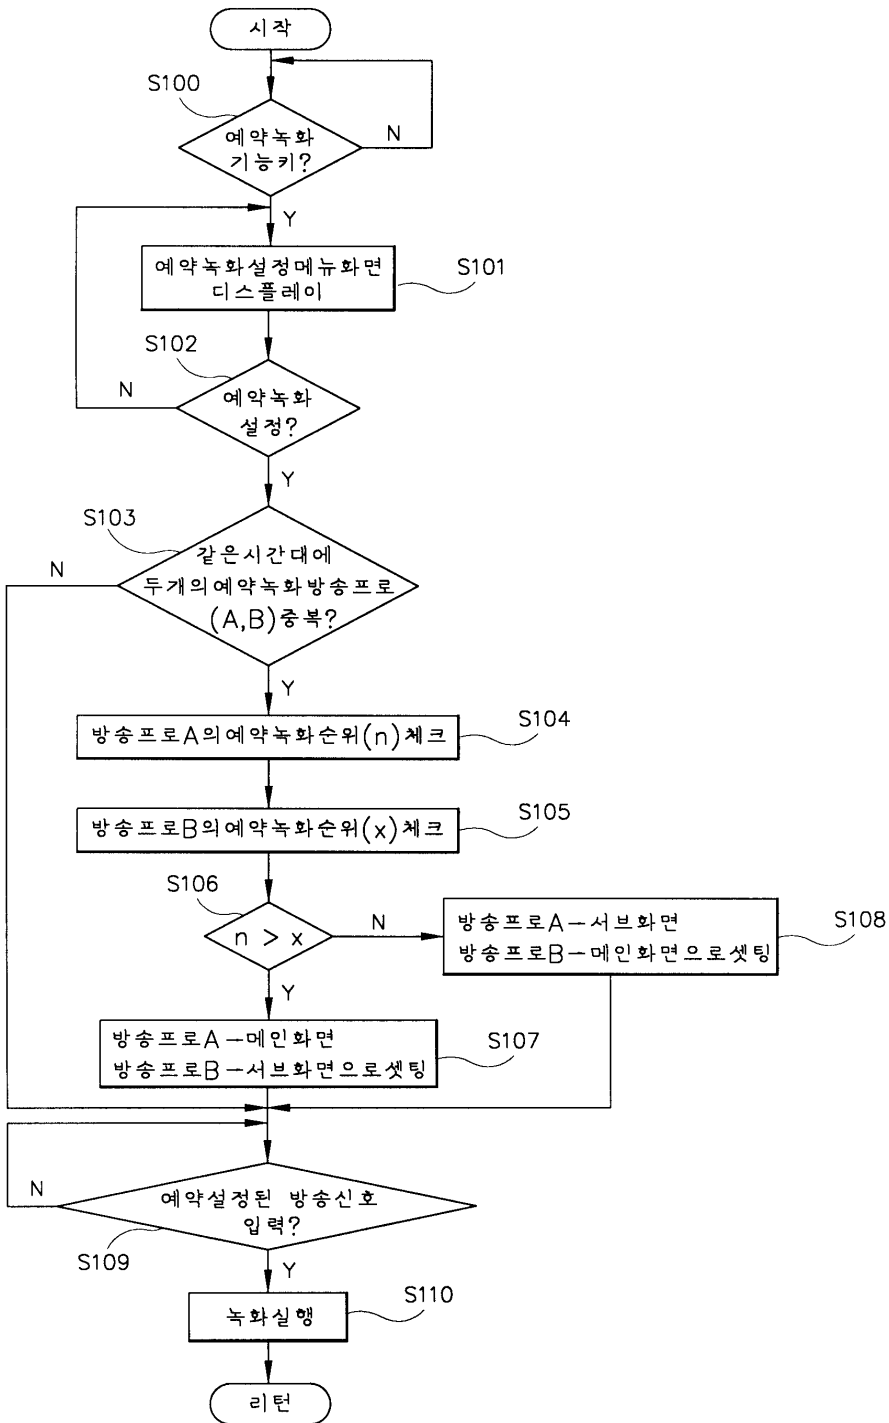 시작
S100
예약녹화
기능키?
N
Y
예약녹화설정메뉴화면
디스플레이
S101
S102
N
예약녹화
설정?
Y
S103
N
같은시간대에
두개의예약녹화방송프로
(A,B)중복?
Y
방송프로A의예약녹화순위(n)체크
S104
방송프로B의예약녹화순위(x)체크
S105
S106
n > x
N
방송프로A-서브화면
방송프로B-메인화면으로셋팅
S108
Y
방송프로A-메인화면
방송프로B-서브화면으로셋팅
S107
N
예약설정된 방송신호
입력?
S109
Y
녹화실행
S110
리턴